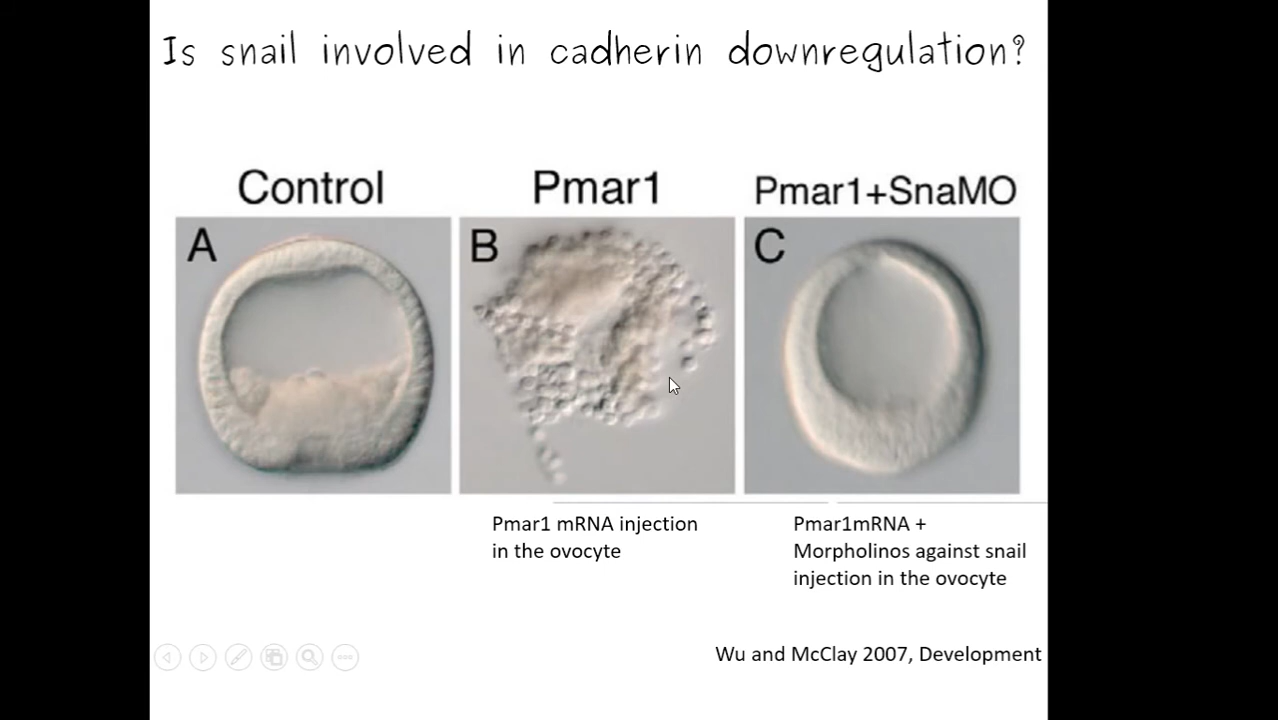 Is snail involved in cadherin downregulation?
Control
Pmar1
Pmar1+SnaMO
A
B
C
Pmar1 mRNA injection
in the ovocyte
Pmar1mRNA +
Morpholinos against snail
injection in the ovocyte
Wu and McClay 2007, Development